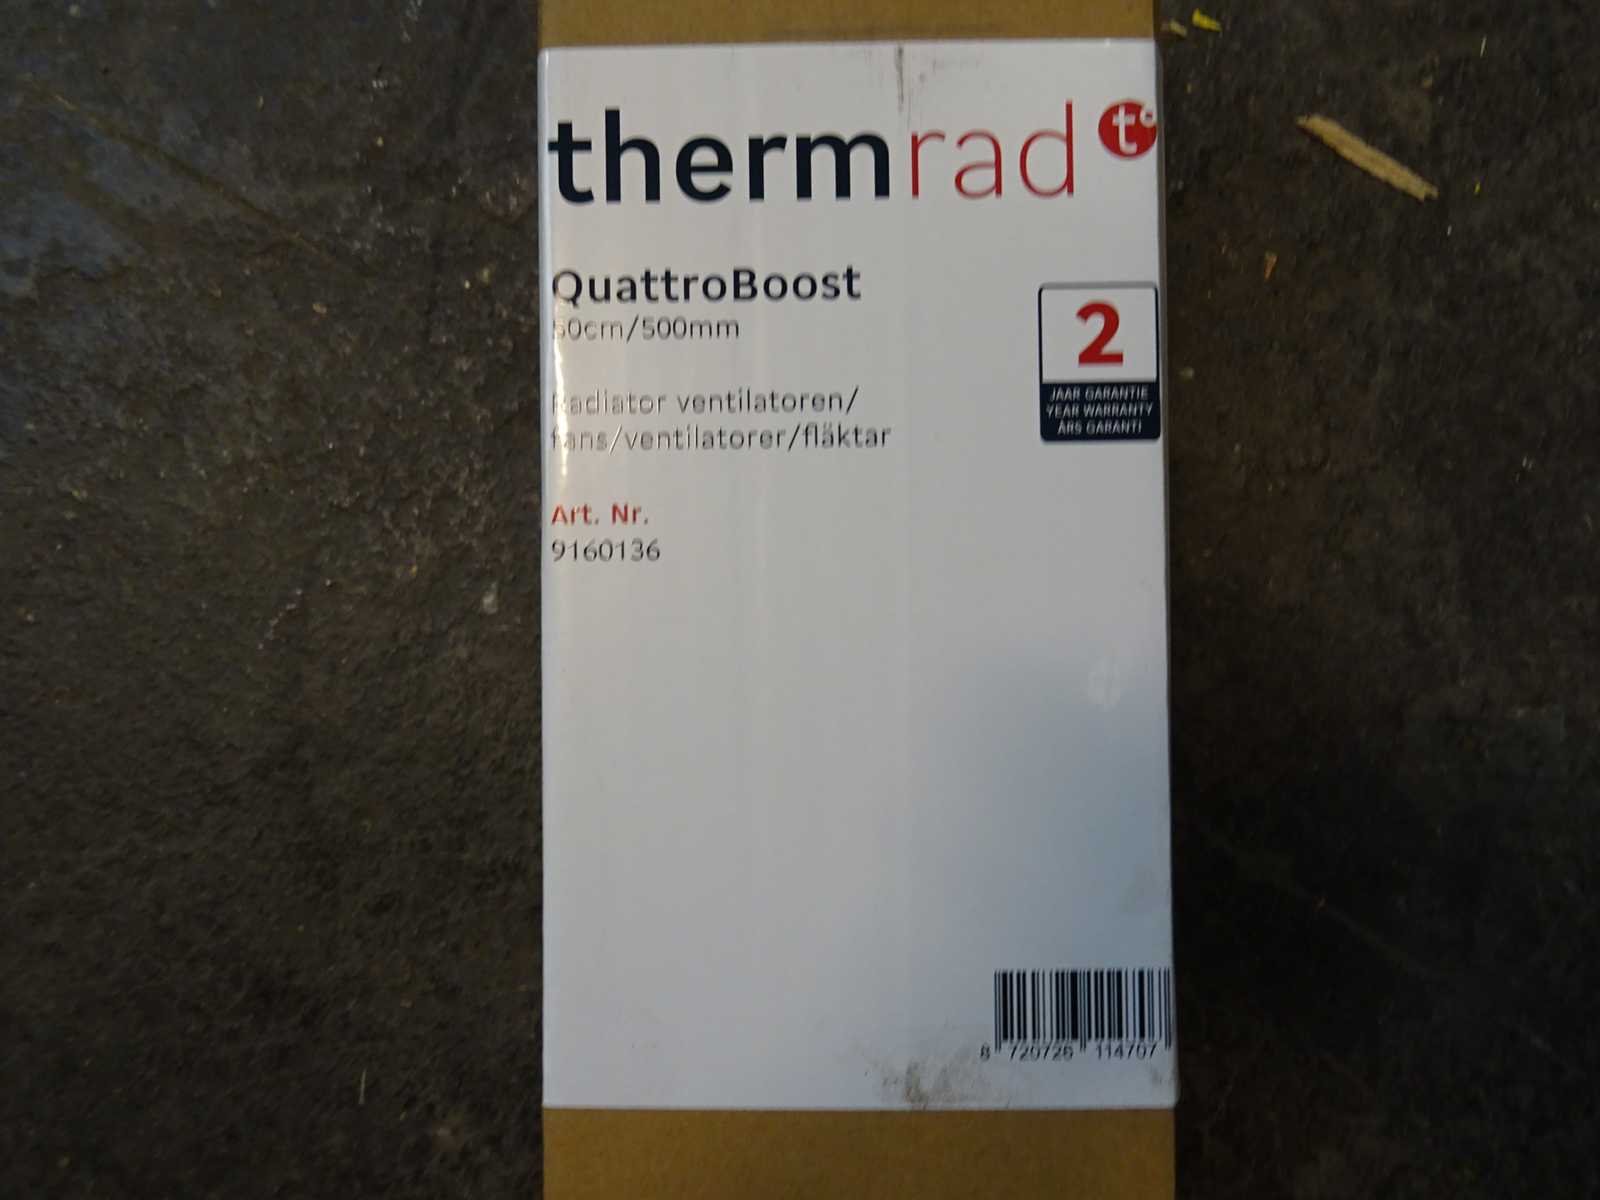 thermrad t
QuattroBoost
50cm/500mm
Radiator ventilatoren/
fans/ventilatorer/fläktar
Art. Nr.
9160136
2
JAAR GARANTIE
YEAR WARRANTY
ÅRS GARANTI
8 720726 114707